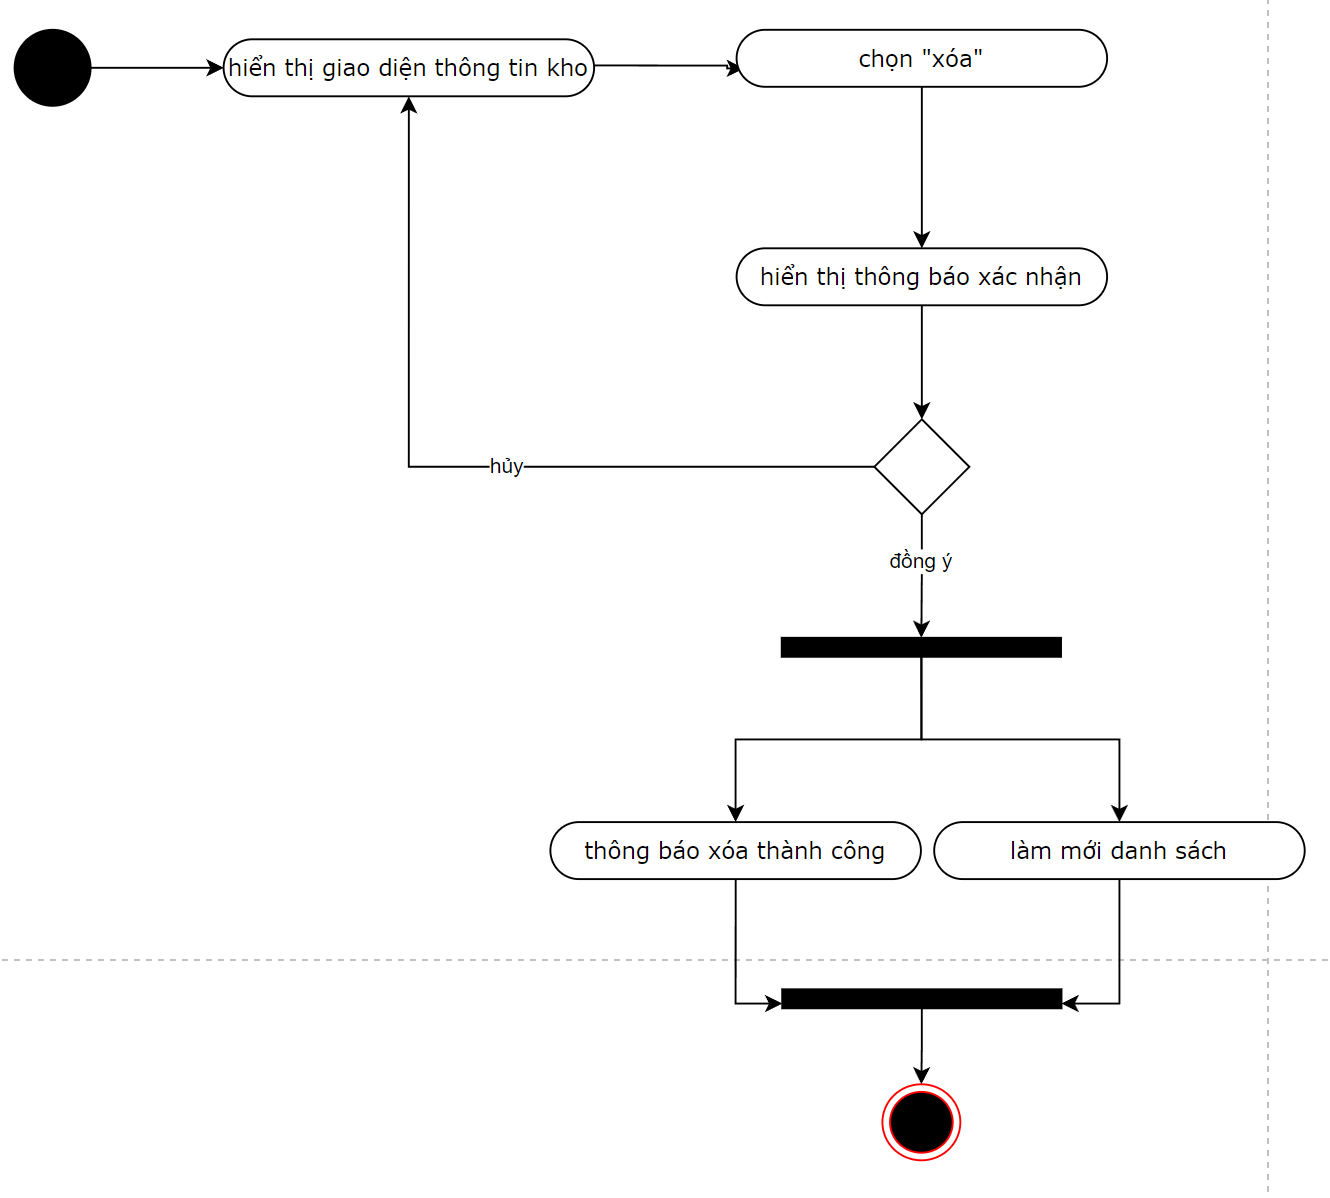 hiển thị giao diện thông tin kho
chọn "xóa"
hiển thị thông báo xác nhận
hủy
đồng ý
thông báo xóa thành công
làm mới danh sách